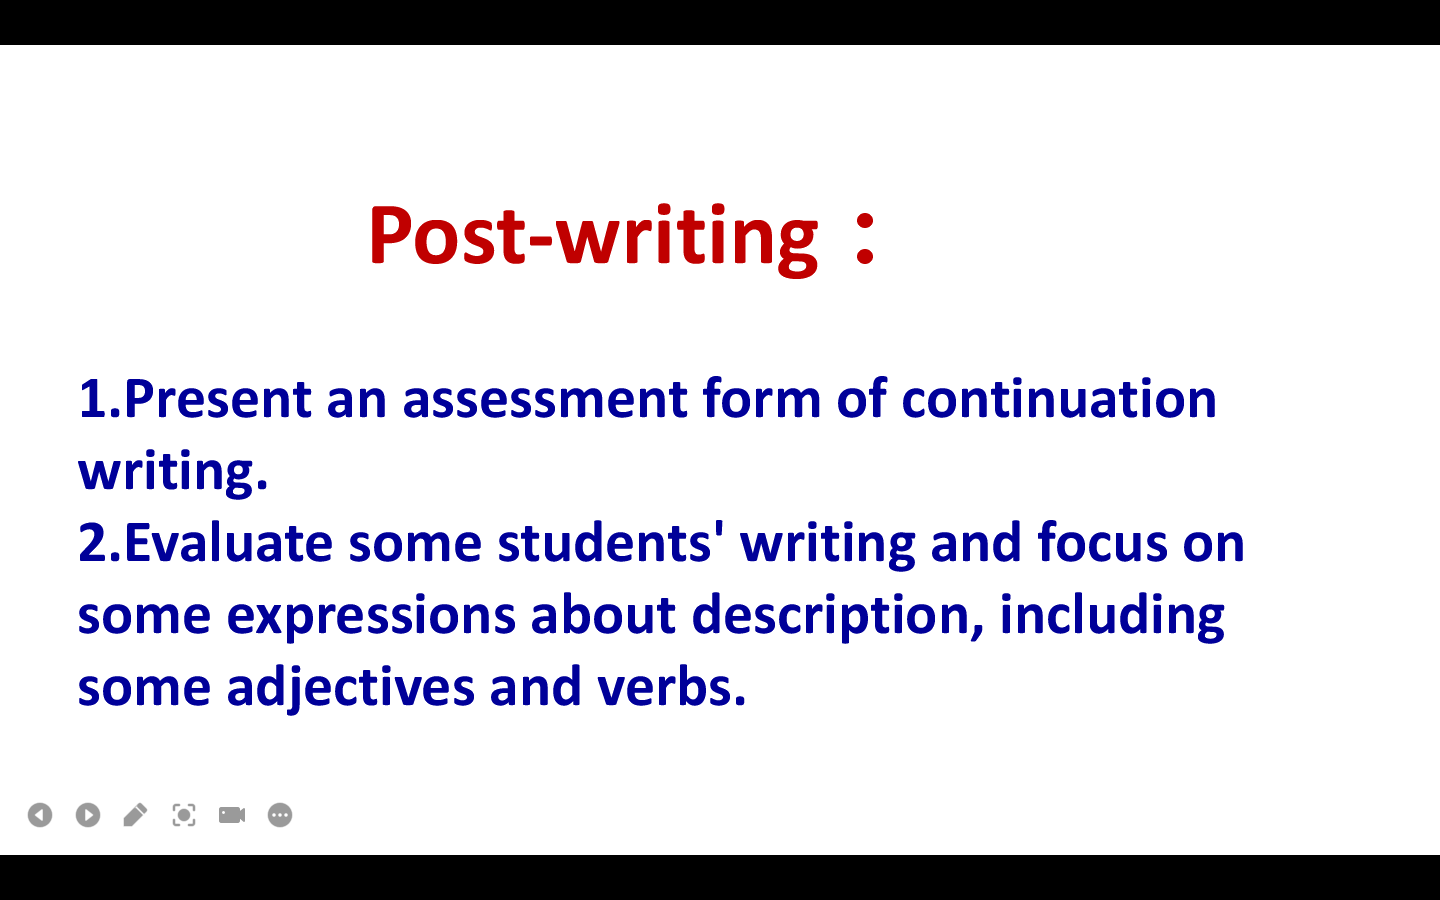 Post-writing：
1.Present an assessment form of continuation
writing.
2.Evaluate some students' writing and focus on
some expressions about description, including
some adjectives and verbs.